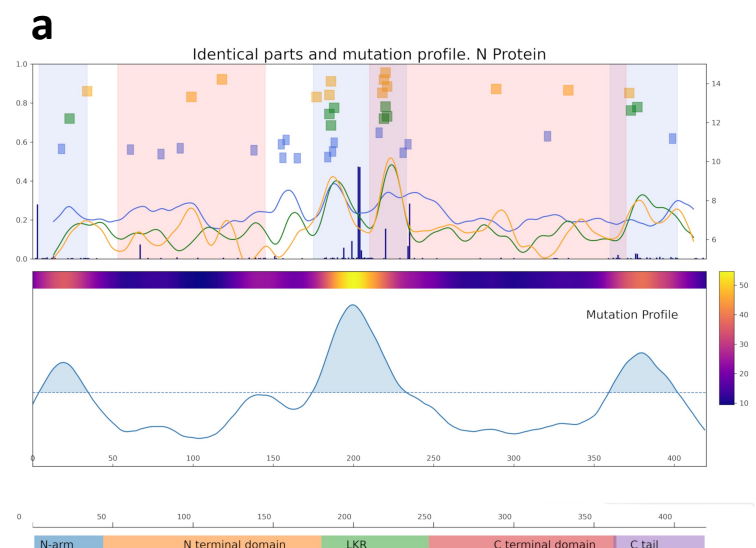 a
Identical parts and mutation profile. N Protein
1.0
0.8
0.6
0.4
0.2
0.0
14
12
10
8
6
Mutation Profile
50
40
30
20
10
0 50 100 150 200 250 300 350 400
0 50 100 150 200 250 300 350 400
N-arm N terminal domain LKR C terminal domain C tail